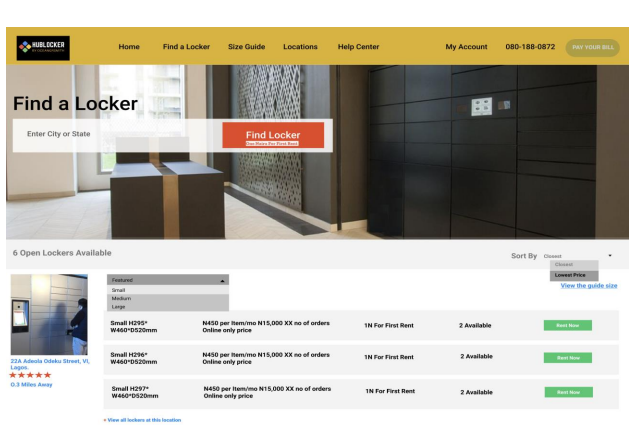 HUBLOCKER
Home Find a Locker Size Guide Locations Help Center My Account 080-188-0872 PAY YOUR BILL
Find a Locker
Enter City or State
Find Locker
One Naira For First Rent
6 Open Lockers Available
Sort By Closest
Closest
Lowest Price
View the guide size
Featured
Small
Medium
Large
Small H295*
W460*D520mm
N450 per Item/mo N15,000 XX no of orders
Online only price
1N For First Rent
2 Available
Rent Now
Small H296*
W460*D520mm
N450 per Item/mo N15,000 XX no of orders
Online only price
1N For First Rent
2 Available
Rent Now
22A Adeola Odeku Street, VI,
Lagos.
0.3 Miles Away
Small H297*
W460*D520mm
N450 per Item/mo N15,000 XX no of orders
Online only price
1N For First Rent
2 Available
Rent Now
+ View all lockers at this location